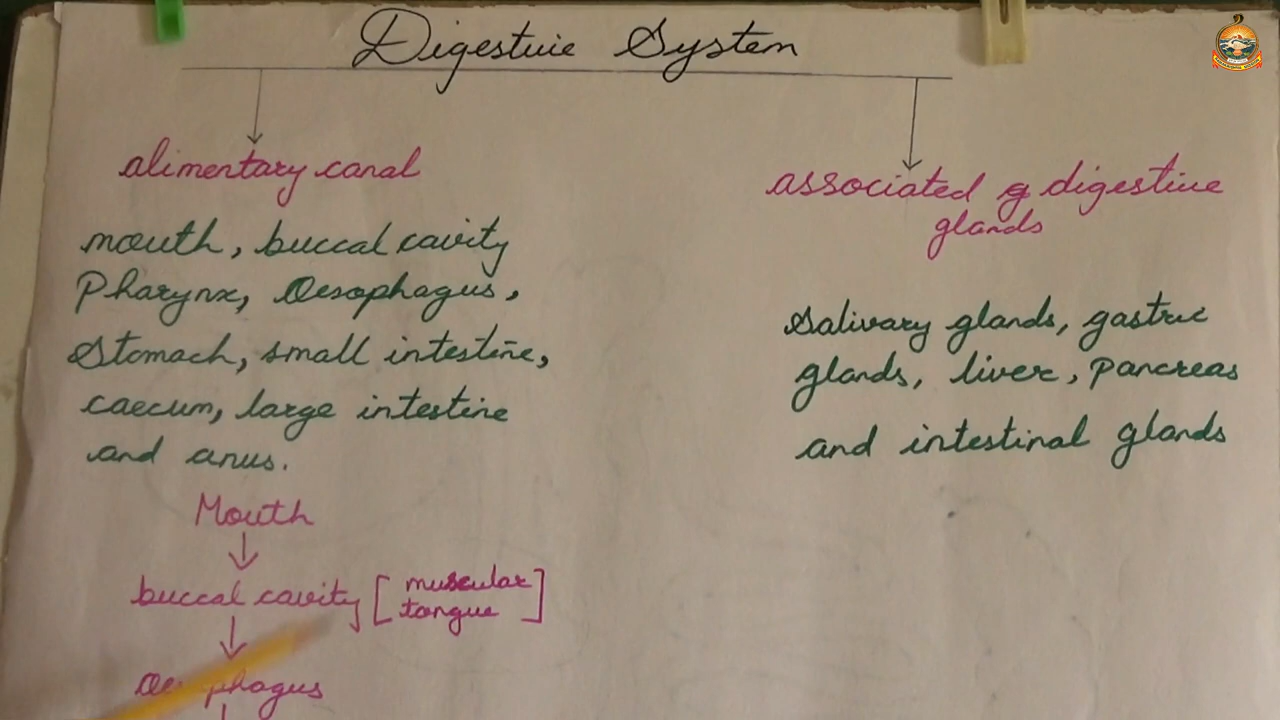 Digestive System
alimentary canal
mouth, buccal cavity
Pharynx, Oesophagus,
Stomach, small intestine,
caecum, large intestine
and anus.
associated g digestive
glands
Salivary glands, gastric
glands, liver, pancreas
and intestinal glands
Mouth
buccal cavity [muscular
tongue]
Oesophagus